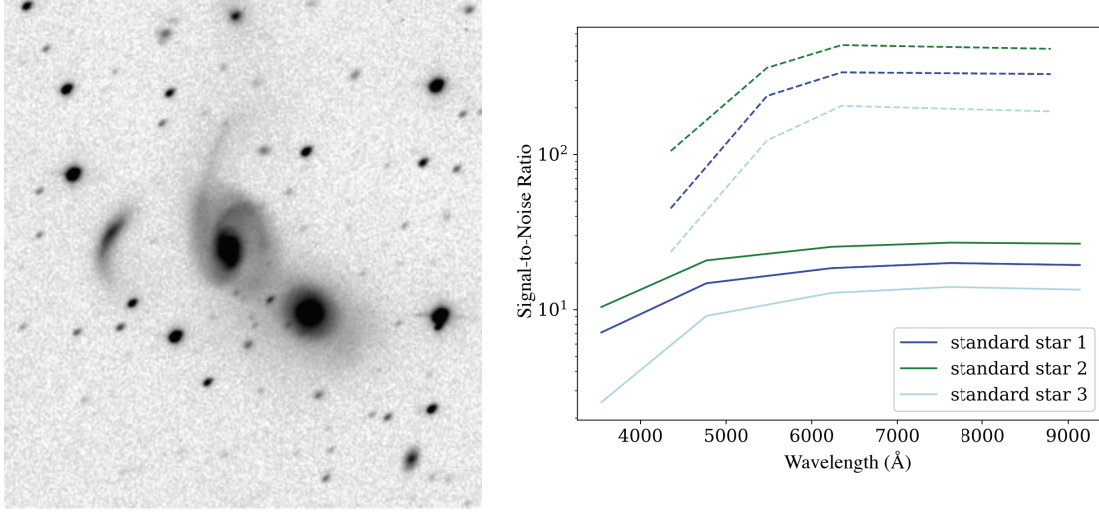 Signal-to-Noise Ratio
10²
10¹
standard star 1
standard star 2
standard star 3
4000 5000 6000 7000 8000 9000
Wavelength (Å)